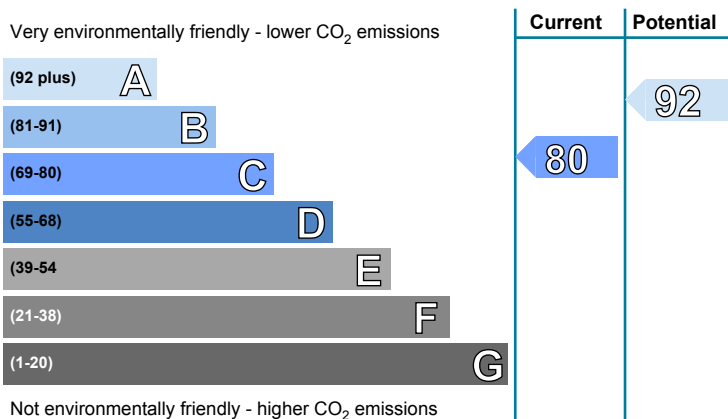 Very environmentally friendly - lower CO2 emissions
Current
Potential
(92 plus) A
(81-91) B
(69-80) C
(55-68) D
(39-54 E
(21-38) F
(1-20) G
92
80
Not environmentally friendly - higher CO2 emissions